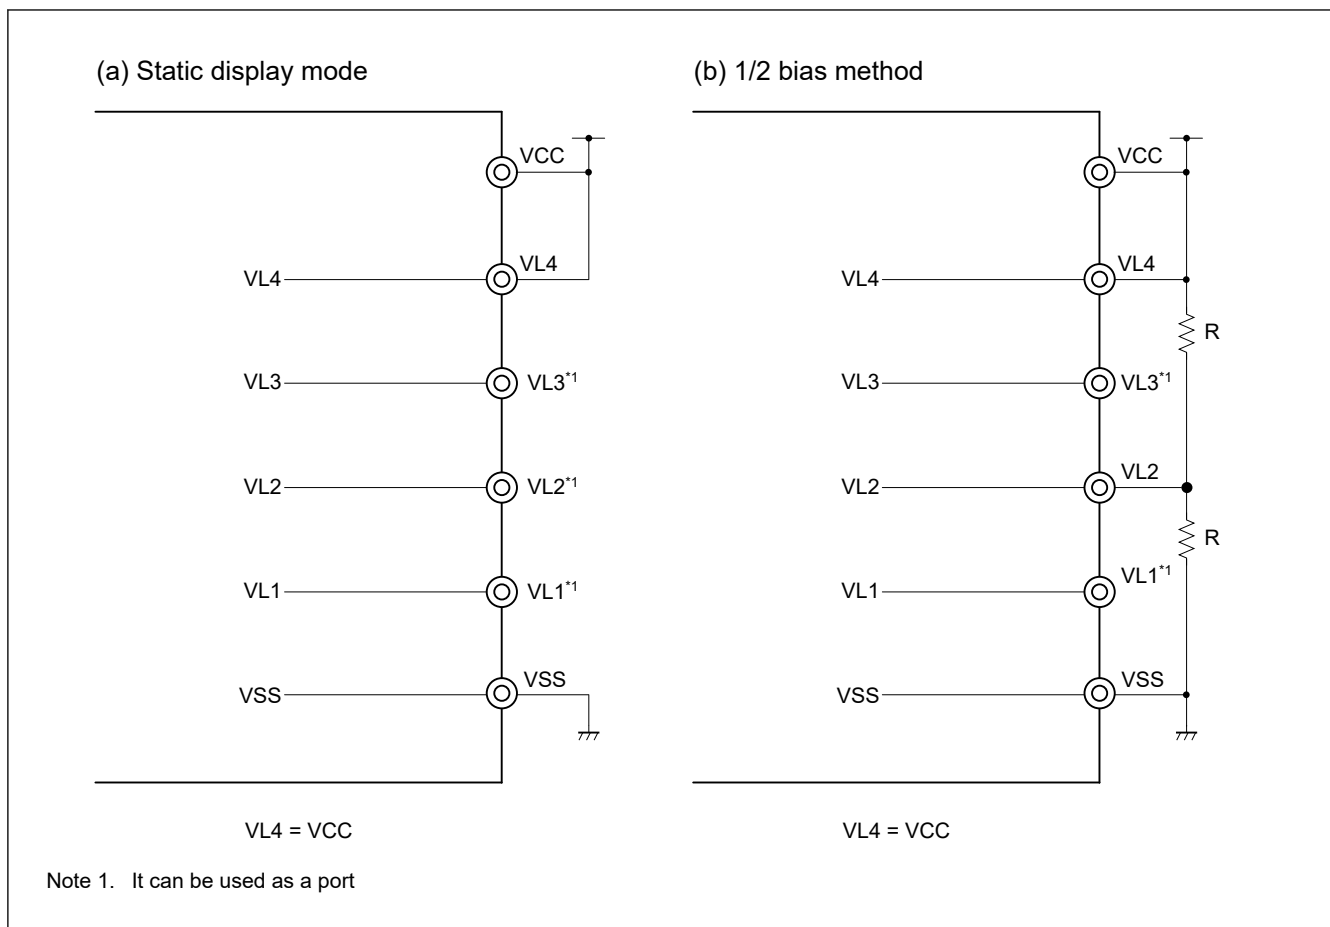 (a) Static display mode
VCC
VL4 VL4
VL3 VL3*1
VL2 VL2*1
VL1 VL1*1
VSS VSS
VL4 = VCC
(b) 1/2 bias method
VCC
VL4 VL4
R
VL3 VL3*1
VL2 VL2
R
VL1 VL1*1
VSS VSS
VL4 = VCC
Note 1. It can be used as a port